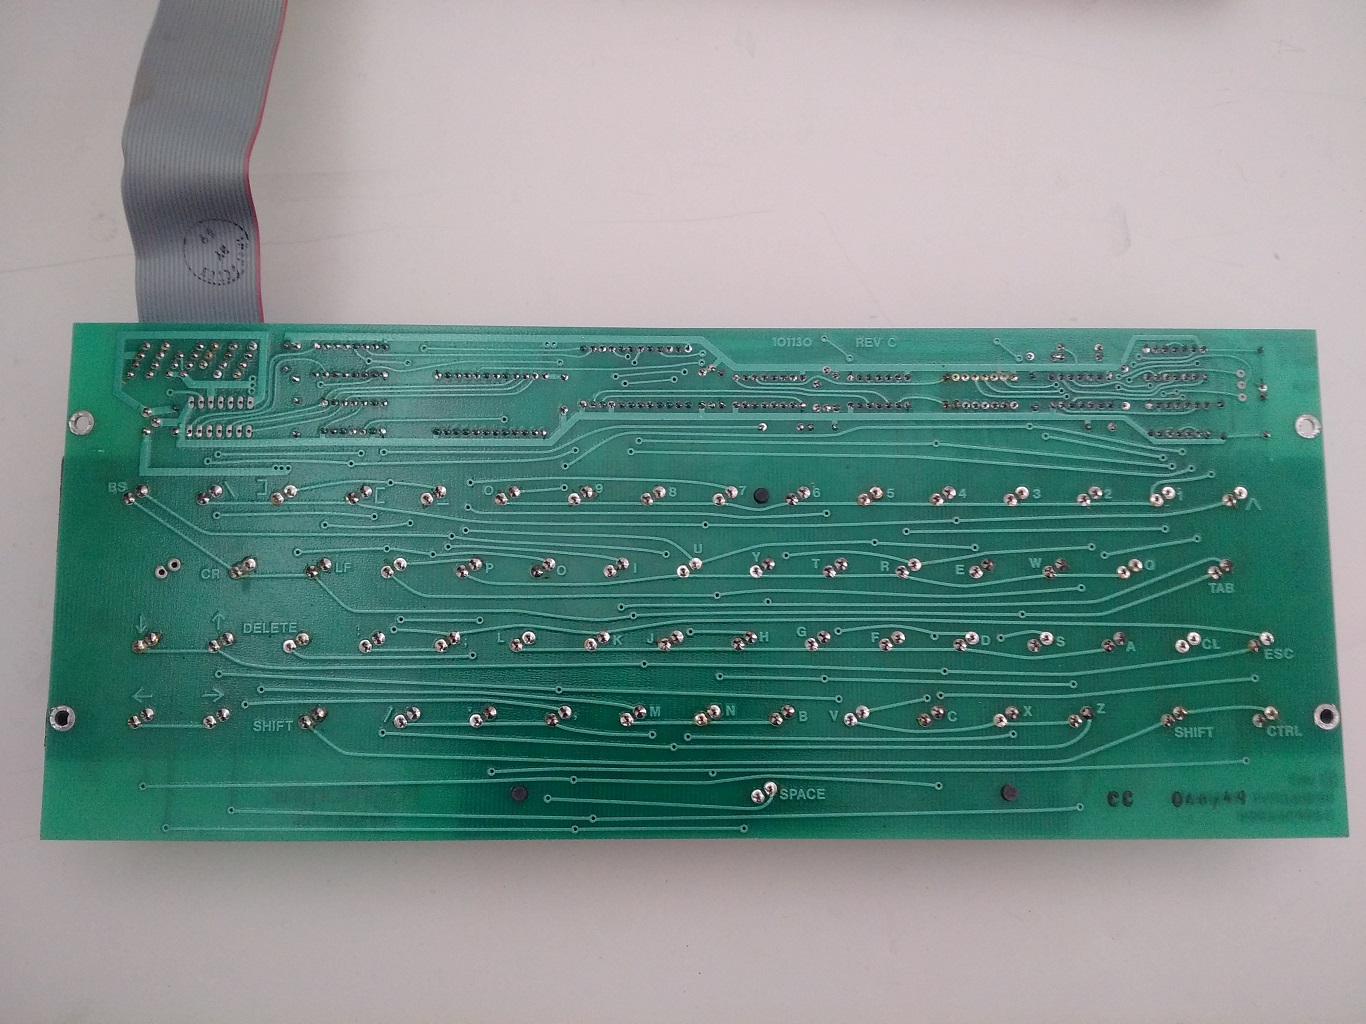 101130 REV C
BS \ ] [ - 0 9 8 7 6 5 4 3 2 1 ^
CR LF P O I U Y T R E W Q TAB
↓ ↑ DELETE L K J H G F D S A CL ESC
← → SHIFT / . , M N B V C X Z SHIFT CTRL
SPACE CC